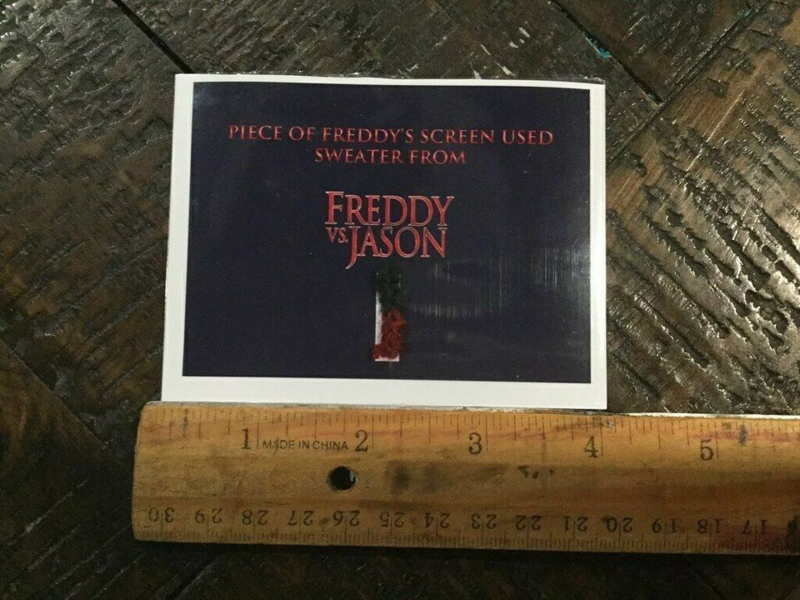 PIECE OF FREDDY'S SCREEN USED
SWEATER FROM
FREDDY
VS. JASON
1 MADE IN CHINA 2 3 4 5
30 29 28 27 26 25 24 23 22 21 20 19 18 17